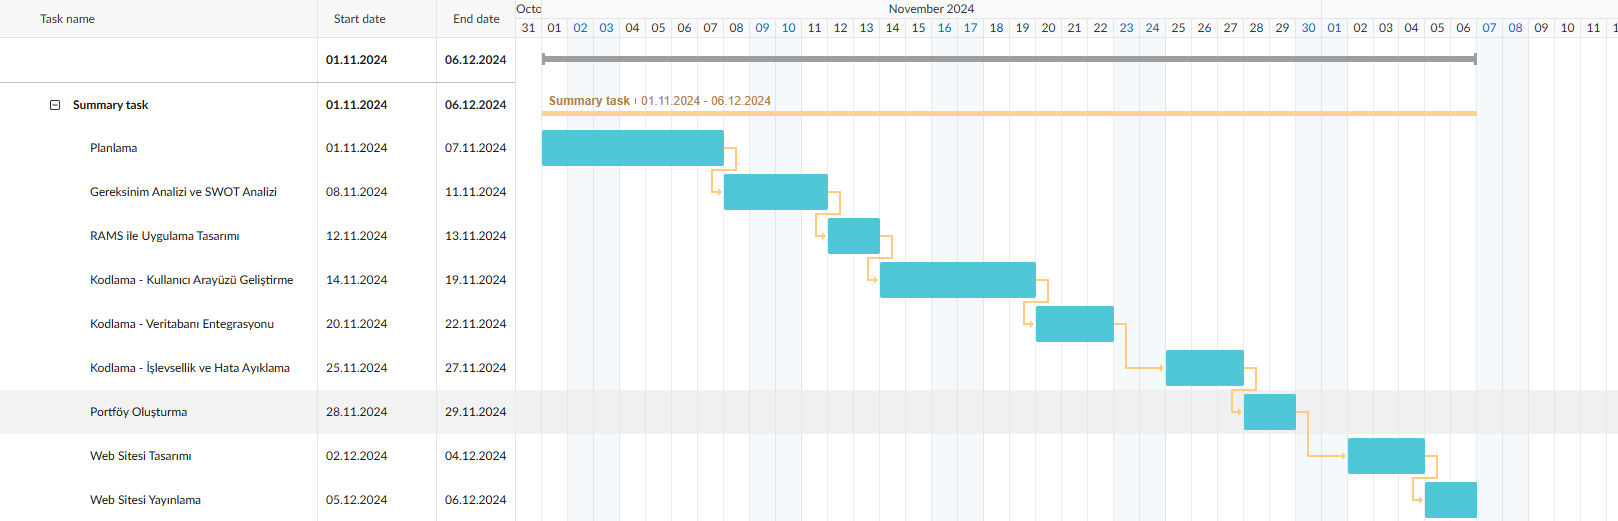 Task name Start date End date Octo November 2024
31 01 02 03 04 05 06 07 08 09 10 11 12 13 14 15 16 17 18 19 20 21 22 23 24 25 26 27 28 29 30 01 02 03 04 05 06 07 08 09 10 11 1
01.11.2024 06.12.2024
Summary task 01.11.2024 06.12.2024 Summary task 01.11.2024 - 06.12.2024
Planlama 01.11.2024 07.11.2024
Gereksinim Analizi ve SWOT Analizi 08.11.2024 11.11.2024
RAMS ile Uygulama Tasarımı 12.11.2024 13.11.2024
Kodlama - Kullanıcı Arayüzü Geliştirme 14.11.2024 19.11.2024
Kodlama - Veritabanı Entegrasyonu 20.11.2024 22.11.2024
Kodlama - İşlevsellik ve Hata Ayıklama 25.11.2024 27.11.2024
Portföy Oluşturma 28.11.2024 29.11.2024
Web Sitesi Tasarımı 02.12.2024 04.12.2024
Web Sitesi Yayınlama 05.12.2024 06.12.2024